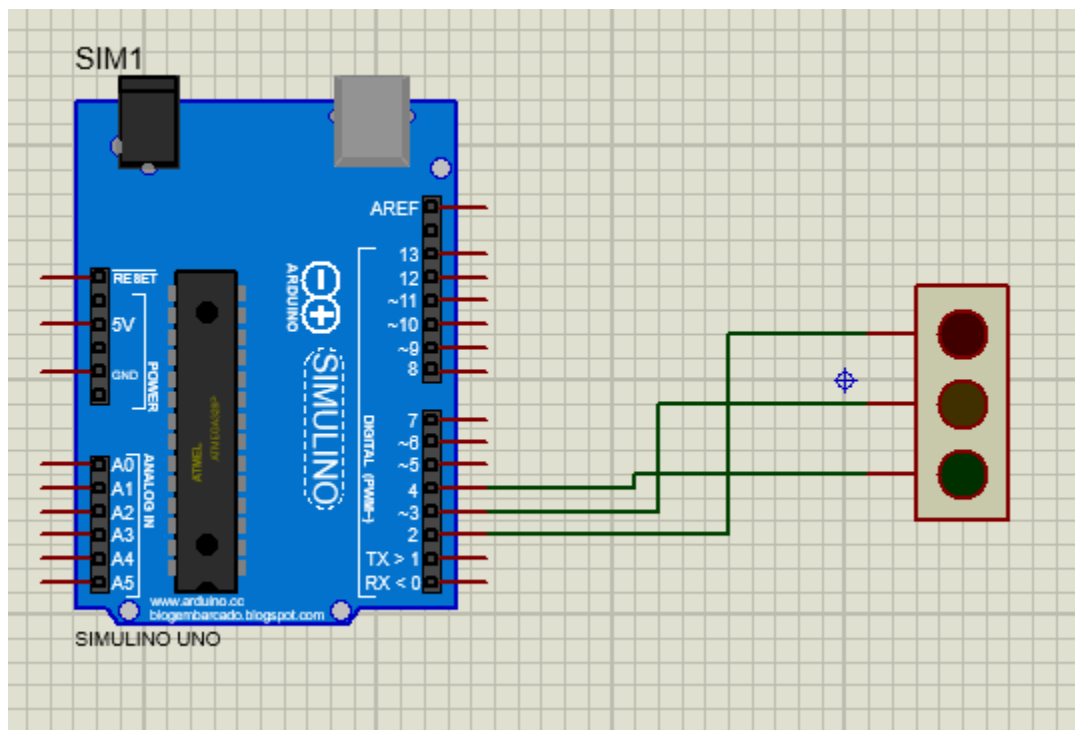 SIM1
AREF
13
12
~11
~10
~9
8
7
~6
~5
4
~3
2
TX > 1
RX < 0
DIGITAL (PWM~)
ARDUINO
SIMULINO
RESET
5V
GND
POWER
A0
A1
A2
A3
A4
A5
ANALOG IN
ATMEL
ATMEGA328P
www.arduino.cc
blogembarcado.blogspot.com
SIMULINO UNO